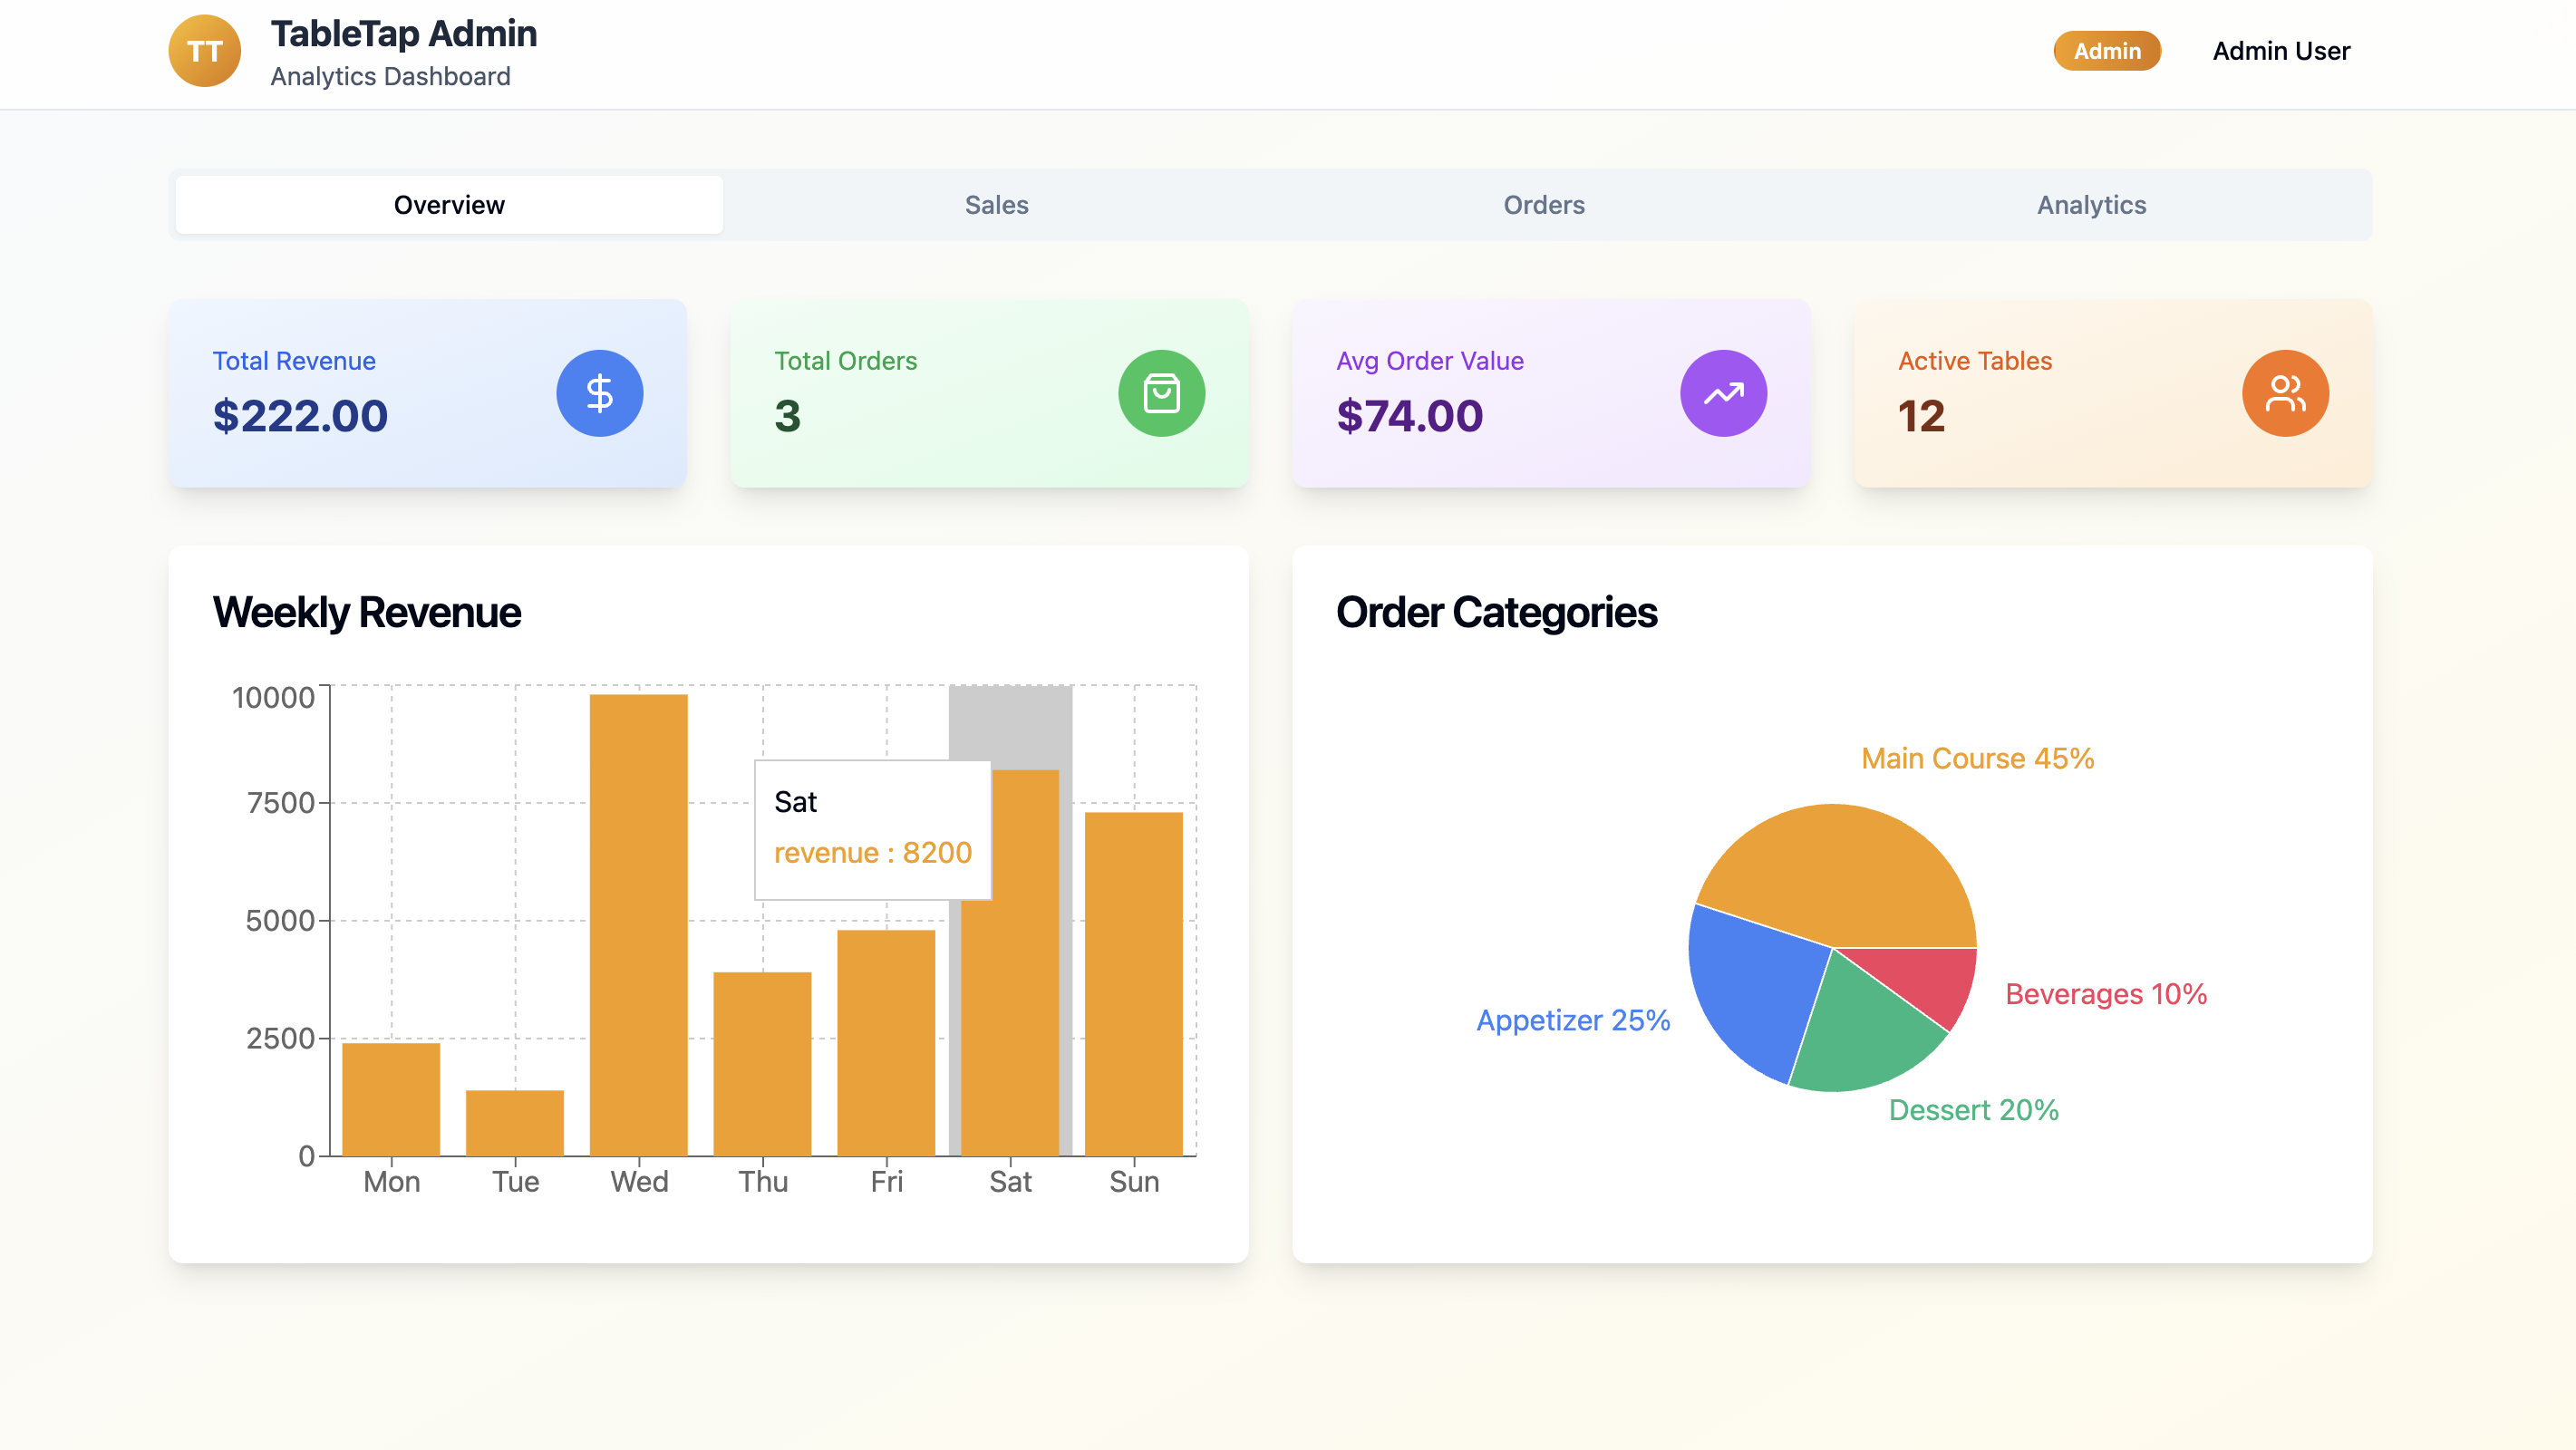 TT
TableTap Admin
Analytics Dashboard
Admin
Admin User
Overview
Sales
Orders
Analytics
Total Revenue
$222.00
Total Orders
3
Avg Order Value
$74.00
Active Tables
12
Weekly Revenue
10000
7500
5000
2500
0
Sat
revenue : 8200
Mon
Tue
Wed
Thu
Fri
Sat
Sun
Order Categories
Main Course 45%
Beverages 10%
Appetizer 25%
Dessert 20%